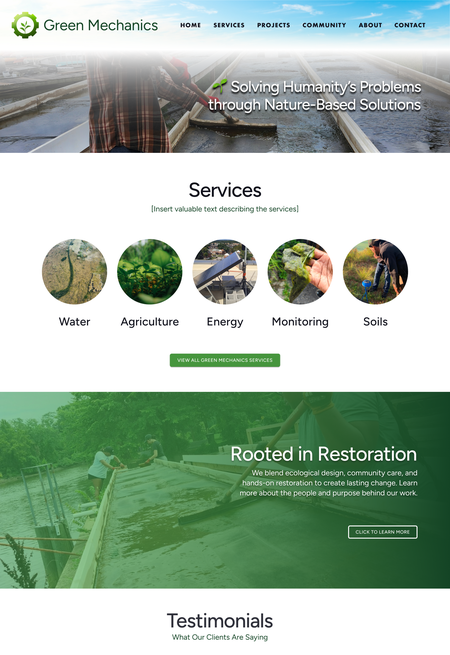 Green Mechanics
HOME SERVICES PROJECTS COMMUNITY ABOUT CONTACT
Solving Humanity's Problems
through Nature-Based Solutions
Services
[Insert valuable text describing the services]
Water Agriculture Energy Monitoring Soils
VIEW ALL GREEN MECHANICS SERVICES
Rooted in Restoration
We blend ecological design, community care, and
hands-on restoration to create lasting change. Learn
more about the people and purpose behind our work.
CLICK TO LEARN MORE
Testimonials
What Our Clients Are Saying